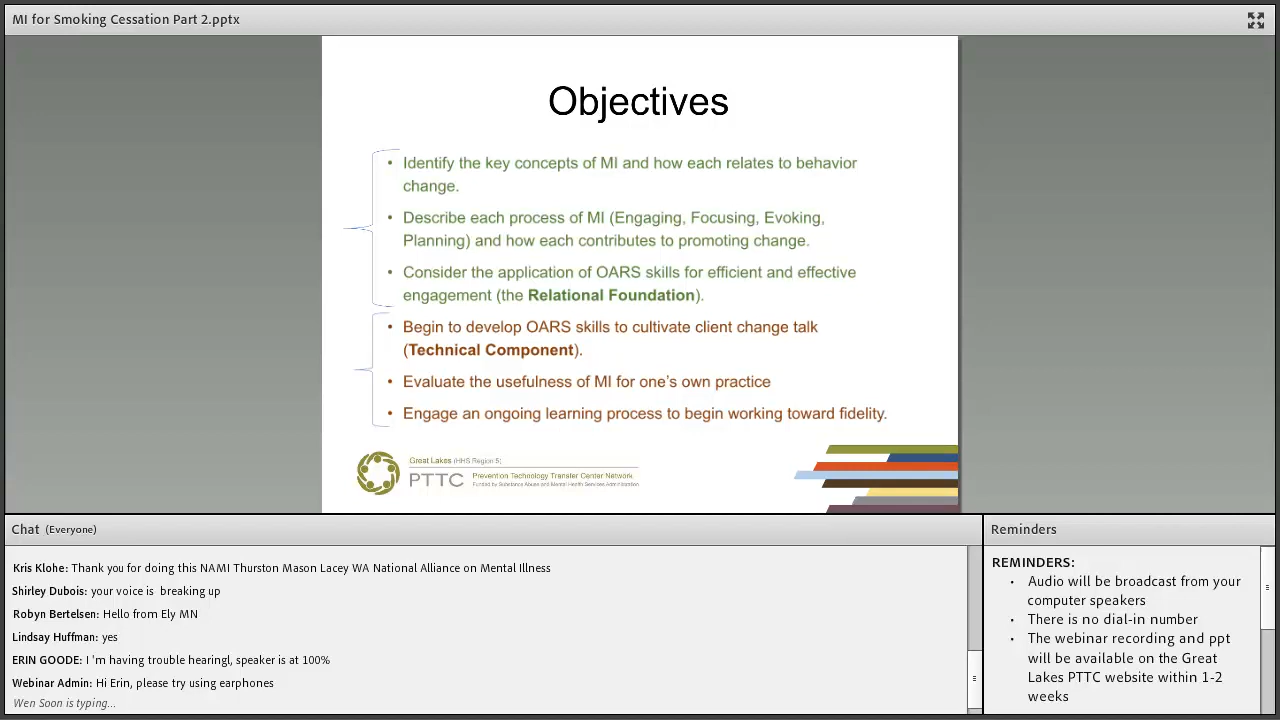 MI for Smoking Cessation Part 2.pptx
Objectives
• Identify the key concepts of MI and how each relates to behavior
change.
• Describe each process of MI (Engaging, Focusing, Evoking,
Planning) and how each contributes to promoting change.
• Consider the application of OARS skills for efficient and effective
engagement (the Relational Foundation).
• Begin to develop OARS skills to cultivate client change talk
(Technical Component).
• Evaluate the usefulness of MI for one's own practice
• Engage an ongoing learning process to begin working toward fidelity.
Great Lakes (HHS Region 5)
PTTC Prevention Technology Transfer Center Network
Funded by Substance Abuse and Mental Health Services Administration
Chat (Everyone)
Kris Klohe: Thank you for doing this NAMI Thurston Mason Lacey WA National Alliance on Mental Illness
Shirley Dubois: your voice is breaking up
Robyn Bertelsen: Hello from Ely MN
Lindsay Huffman: yes
ERIN GOODE: I 'm having trouble hearingl, speaker is at 100%
Webinar Admin: Hi Erin, please try using earphones
Wen Soon is typing...
Reminders
REMINDERS:
• Audio will be broadcast from your
computer speakers
• There is no dial-in number
• The webinar recording and ppt
will be available on the Great
Lakes PTTC website within 1-2
weeks